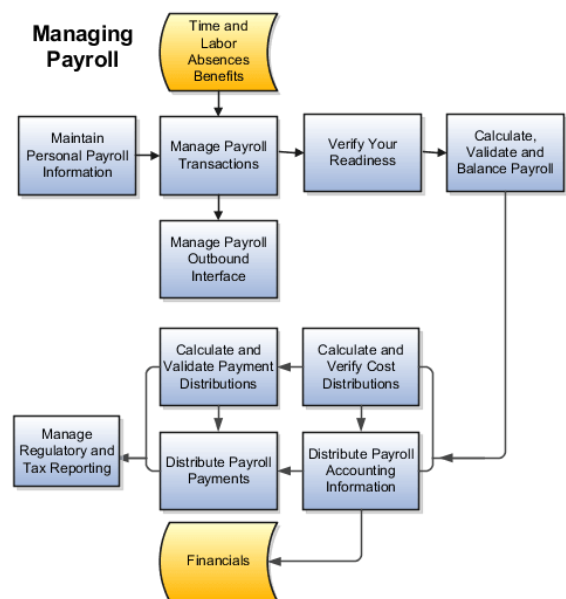 Managing
Payroll
Time and
Labor
Absences
Benefits
Maintain
Personal Payroll
Information
Manage Payroll
Transactions
Verify Your
Readiness
Calculate,
Validate and
Balance Payroll
Manage Payroll
Outbound
Interface
Calculate and
Validate Payment
Distributions
Calculate and
Verify Cost
Distributions
Manage
Regulatory and
Tax Reporting
Distribute Payroll
Payments
Distribute Payroll
Accounting
Information
Financials